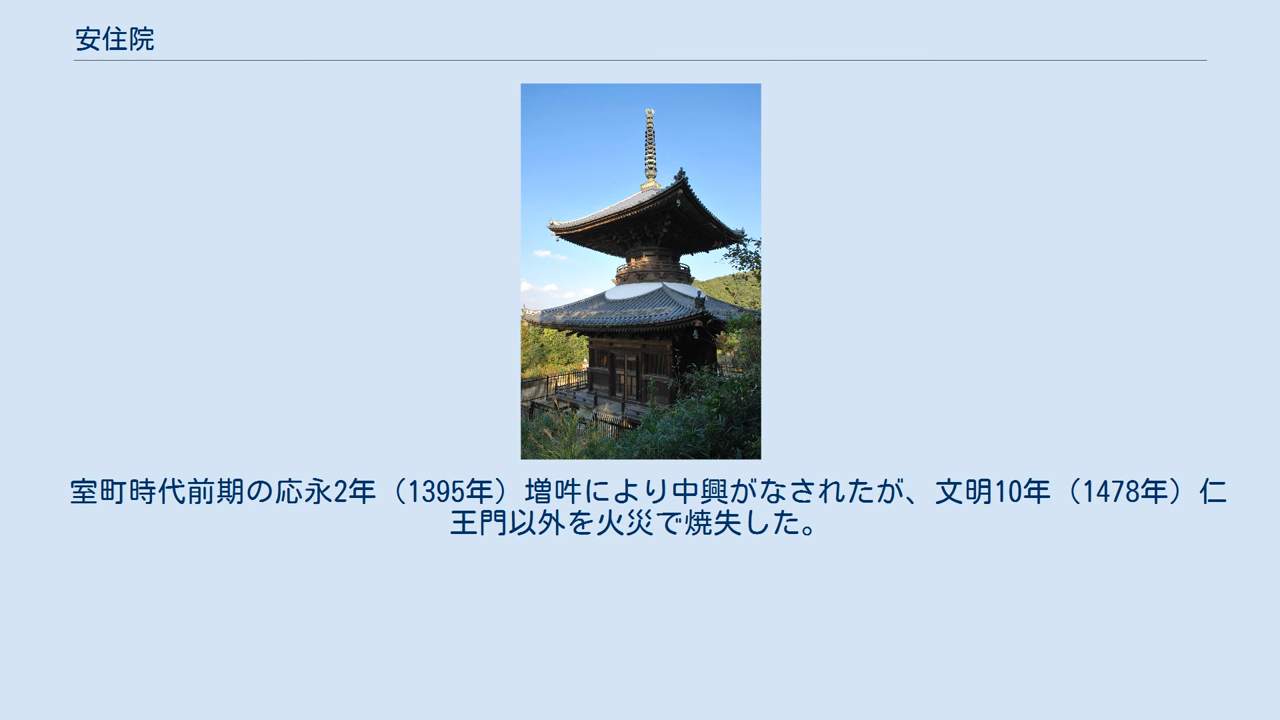 安住院
室町時代前期の応永2年（1395年）増吽により中興がなされたが、文明10年（1478年）仁
王門以外を火災で焼失した。